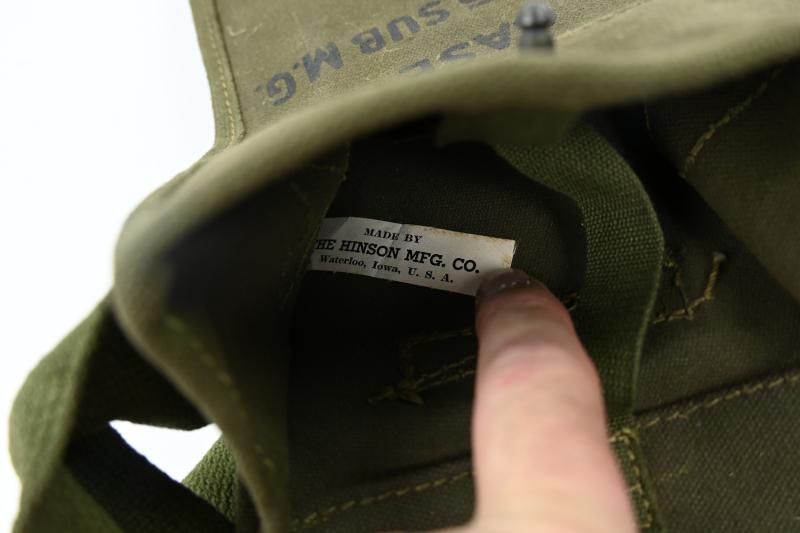 SUB M.G.
MADE BY
THE HINSON MFG. CO.
Waterloo, Iowa, U. S. A.